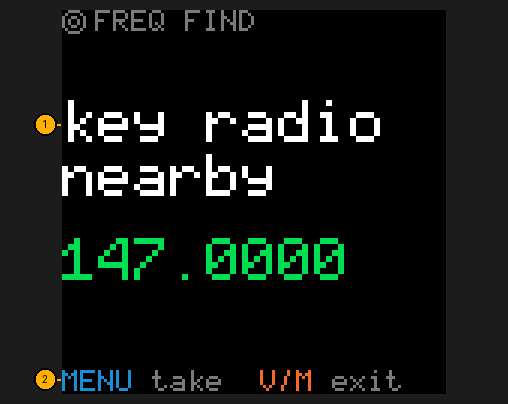 FREQ FIND
1 key radio
nearby
147.0000
2 MENU take V/M exit